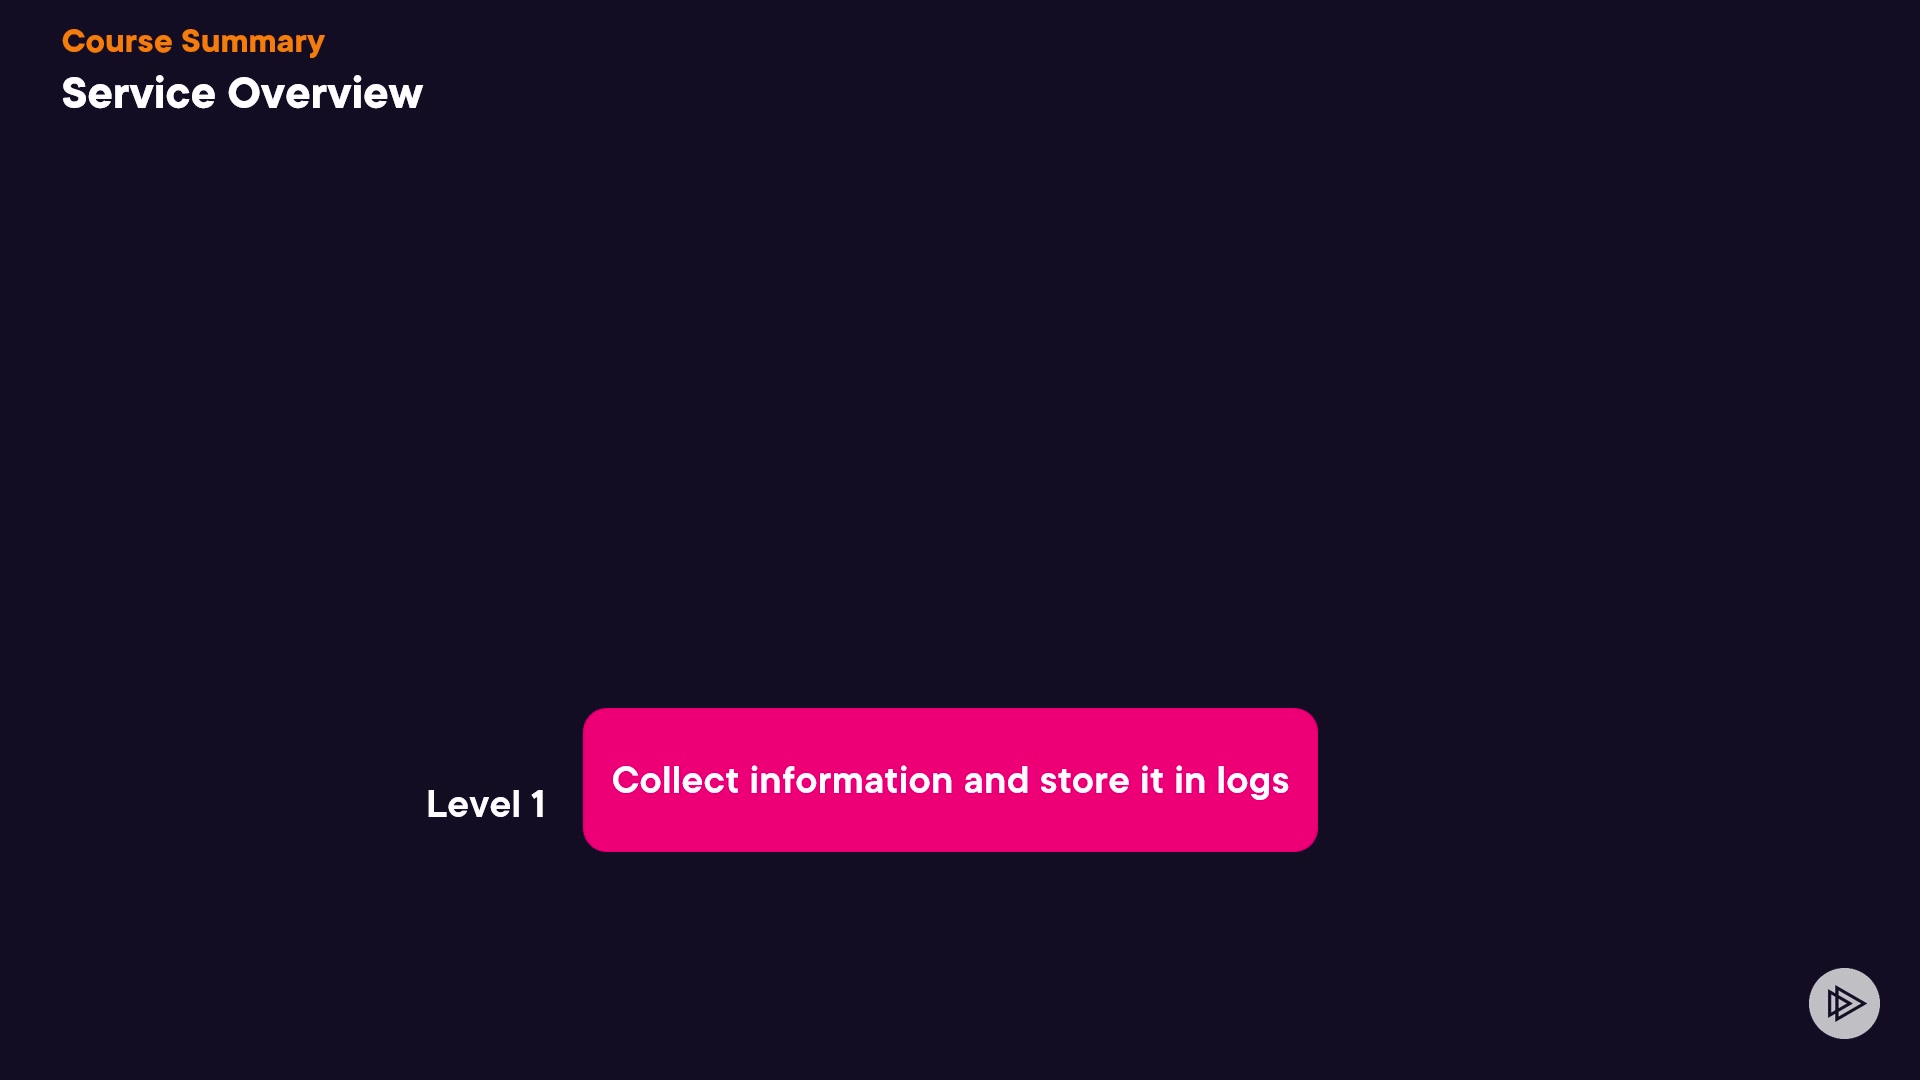 Course Summary
Service Overview
Collect information and store it in logs
Level 1